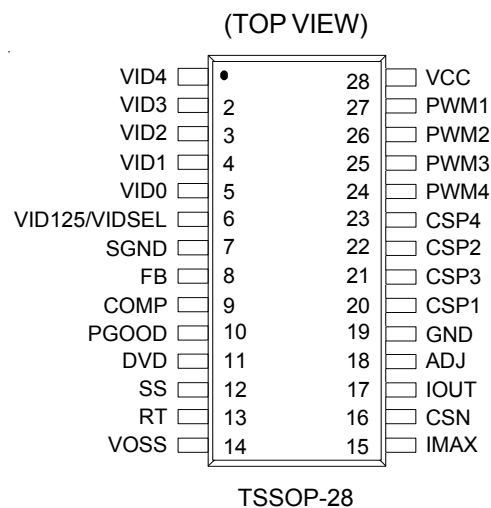 (TOP VIEW)
VID4 28 VCC
VID3 2 27 PWM1
VID2 3 26 PWM2
VID1 4 25 PWM3
VID0 5 24 PWM4
VID125/VIDSEL 6 23 CSP4
SGND 7 22 CSP2
FB 8 21 CSP3
COMP 9 20 CSP1
PGOOD 10 19 GND
DVD 11 18 ADJ
SS 12 17 IOUT
RT 13 16 CSN
VOSS 14 15 IMAX
TSSOP-28